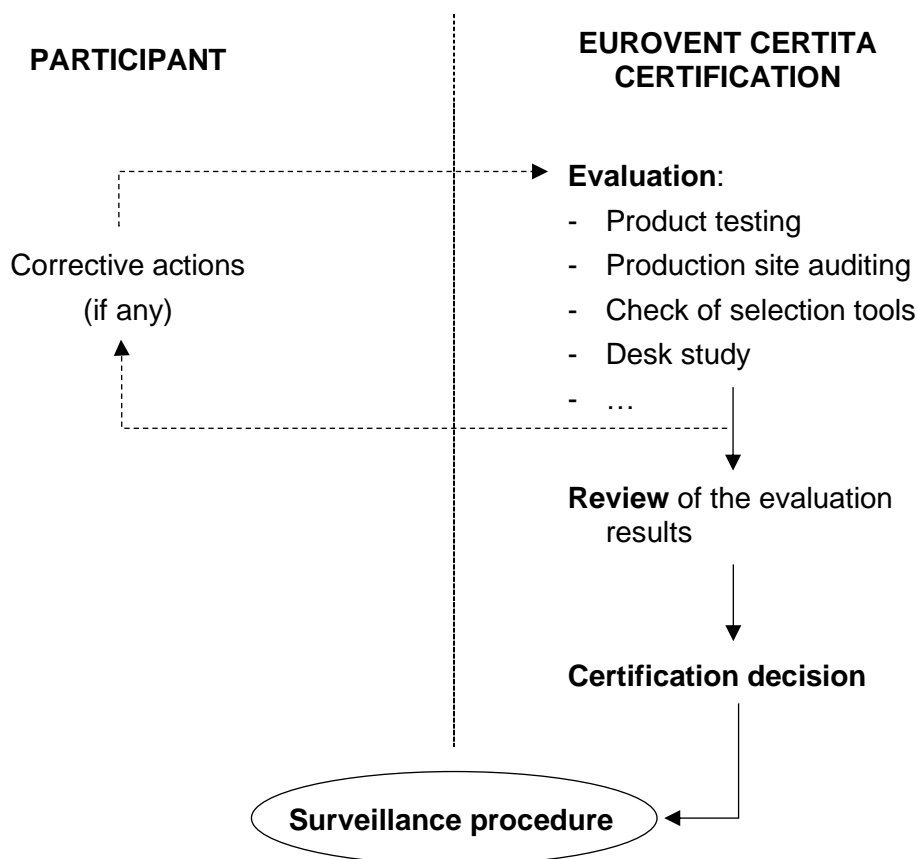 PARTICIPANT
EUROVENT CERTITA
CERTIFICATION
Evaluation:
- Product testing
- Production site auditing
- Check of selection tools
- Desk study
- …
Corrective actions
(if any)
Review of the evaluation
results
Certification decision
Surveillance procedure